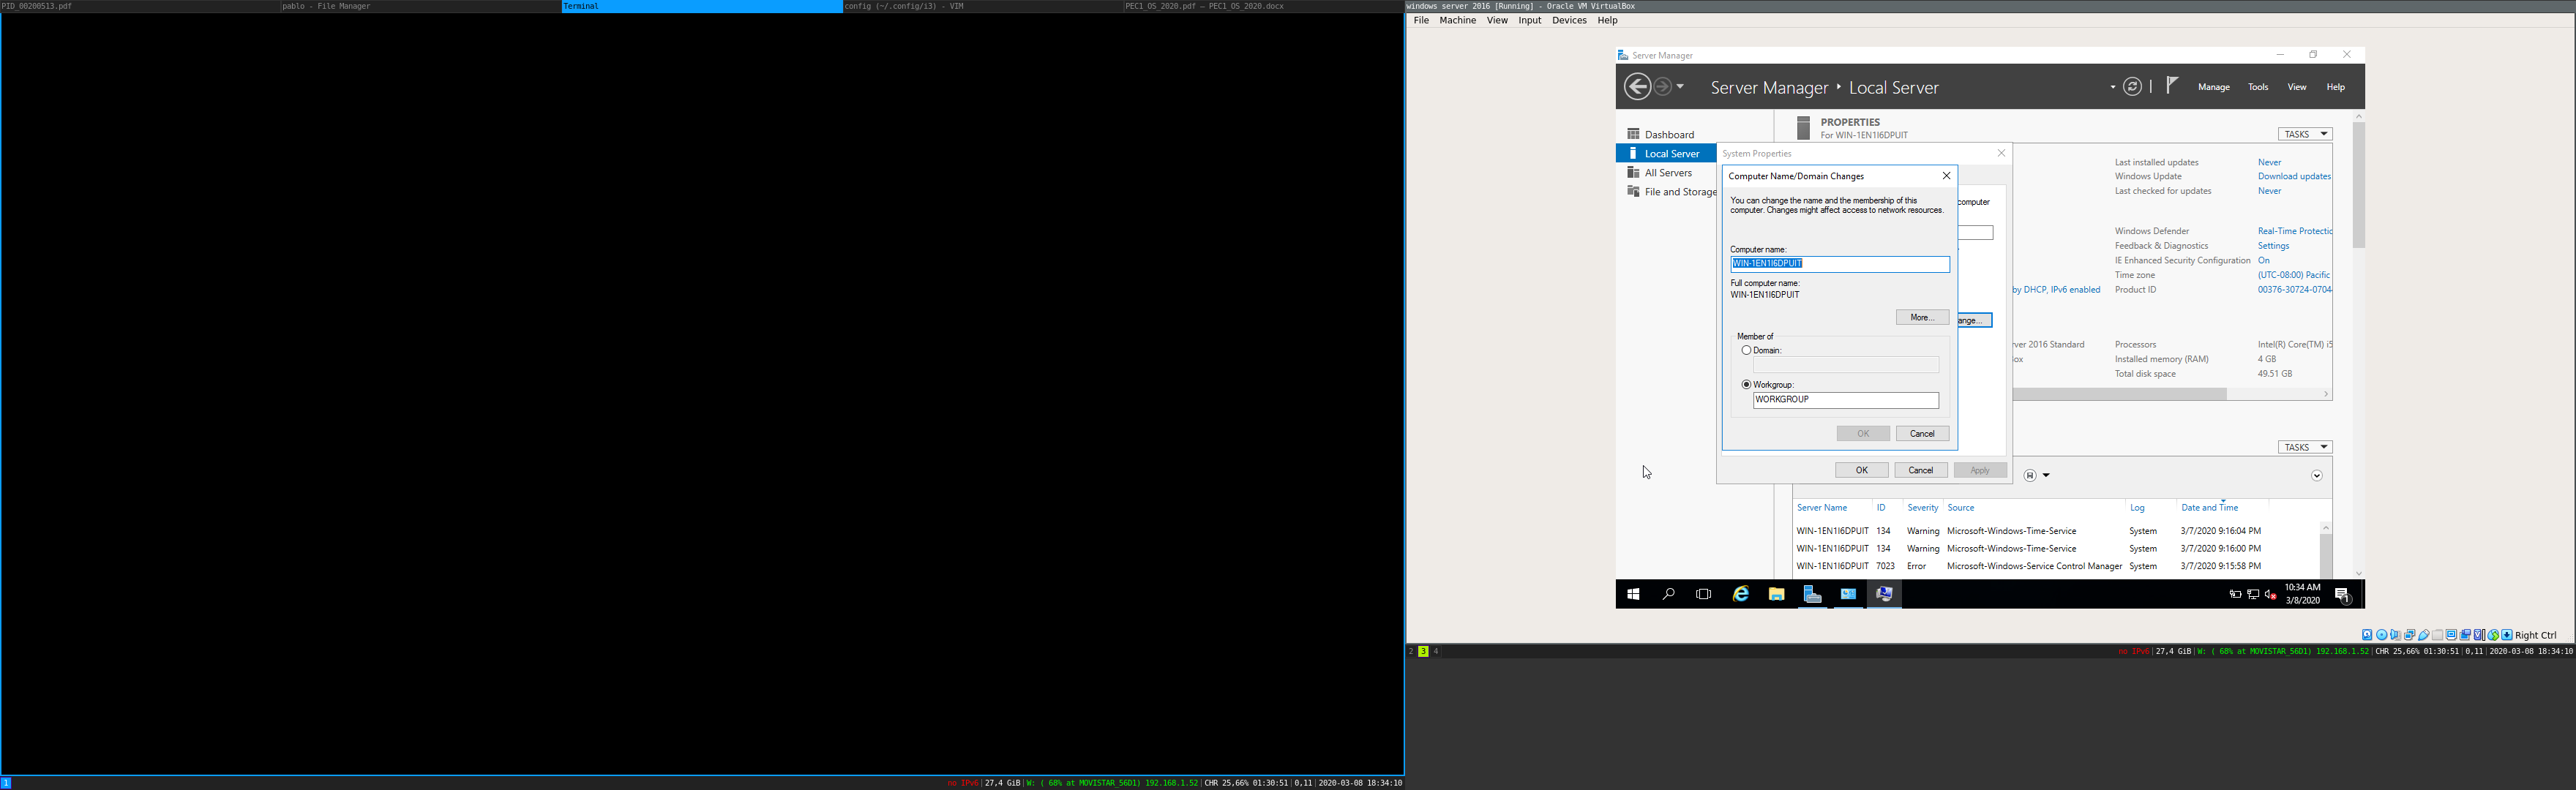 PID_00200513.pdf
pablo - File Manager
Terminal
config (~/.config/i3) - VIM
PEC1_OS_2020.pdf — PEC1_OS_2020.docx
1
no IPv6|27,4 GiB|W: ( 68% at MOVISTAR_56D1) 192.168.1.52|CHR 25,66% 01:30:51|0,11|2020-03-08 18:34:10
windows server 2016 [Running] - Oracle VM VirtualBox
File Machine View Input Devices Help
Server Manager
Server Manager ‣ Local Server
Manage Tools View Help
Dashboard
Local Server
All Servers
File and Storage
PROPERTIES
For WIN-1EN1I6DPUIT
TASKS
Last installed updates Never
Windows Update Download updates
Last checked for updates Never
Windows Defender Real-Time Protectic
Feedback & Diagnostics Settings
IE Enhanced Security Configuration On
Time zone (UTC-08:00) Pacific
by DHCP, IPv6 enabled Product ID 00376-30724-0704
rver 2016 Standard Processors Intel(R) Core(TM) i5
ox Installed memory (RAM) 4 GB
Total disk space 49.51 GB
System Properties
computer
ange...
OK Cancel Apply
Computer Name/Domain Changes
You can change the name and the membership of this
computer. Changes might affect access to network resources.
Computer name:
WIN-1EN1I6DPUIT
Full computer name:
WIN-1EN1I6DPUIT
More...
Member of
Domain:
Workgroup:
WORKGROUP
OK Cancel
TASKS
Server Name ID Severity Source Log Date and Time
WIN-1EN1I6DPUIT 134 Warning Microsoft-Windows-Time-Service System 3/7/2020 9:16:04 PM
WIN-1EN1I6DPUIT 134 Warning Microsoft-Windows-Time-Service System 3/7/2020 9:16:00 PM
WIN-1EN1I6DPUIT 7023 Error Microsoft-Windows-Service Control Manager System 3/7/2020 9:15:58 PM
10:34 AM
3/8/2020
1
Right Ctrl
2 3 4
no IPv6|27,4 GiB|W: ( 68% at MOVISTAR_56D1) 192.168.1.52|CHR 25,66% 01:30:51|0,11|2020-03-08 18:34:10